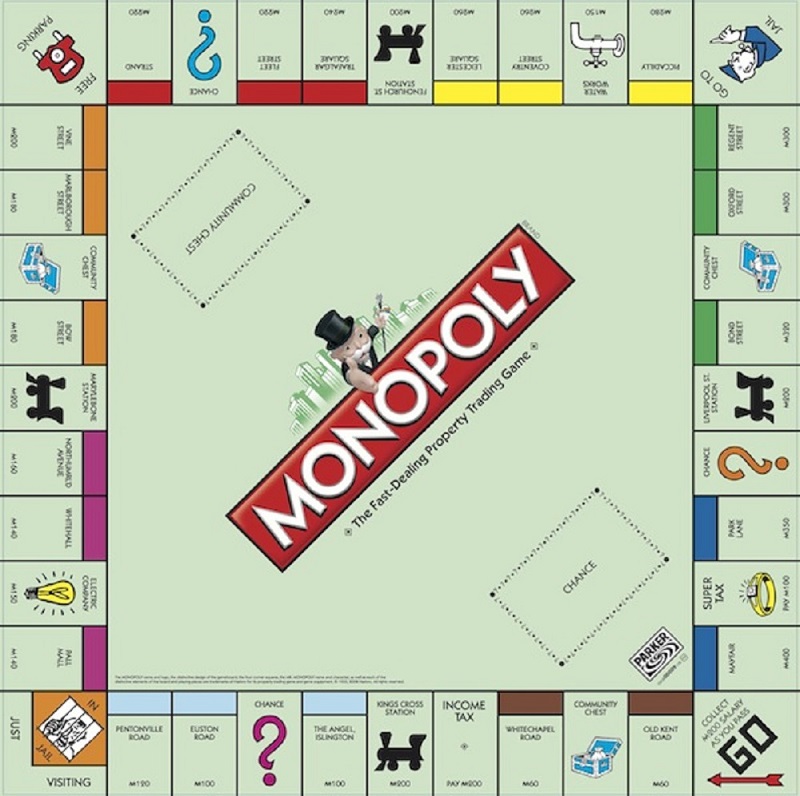 FREE
PARKING
STRAND
M220
CHANCE
FLEET
STREET
M220
TRAFALGAR
SQUARE
M240
FENCHURCH ST
STATION
M200
LEICESTER
SQUARE
M260
COVENTRY
STREET
M260
WATER
WORKS
M150
PICCADILLY
M280
GO TO
JAIL
VINE
STREET
M200
MARLBOROUGH
STREET
M180
COMMUNITY
CHEST
BOW
STREET
M180
MARYLEBONE
STATION
M200
NORTHUMRL'D
AVENUE
M160
WHITEHALL
M140
ELECTRIC
COMPANY
M150
PALL
MALL
M140
COMMUNITY CHEST
BRAND
MONOPOLY
The Fast-Dealing Property Trading Game
CHANCE
PARKER
REGENT
STREET
M300
OXFORD
STREET
M300
COMMUNITY
CHEST
BOND
STREET
M320
LIVERPOOL ST.
STATION
M200
CHANCE
PARK
LANE
M350
SUPER
TAX
PAY M100
MAYFAIR
M400
IN
JAIL
JUST
VISITING
PENTONVILLE
ROAD
M120
EUSTON
ROAD
M100
CHANCE
THE ANGEL,
ISLINGTON
M100
KINGS CROSS
STATION
M200
INCOME
TAX
PAY M200
WHITECHAPEL
ROAD
M60
COMMUNITY
CHEST
OLD KENT
ROAD
M60
COLLECT
M200 SALARY
AS YOU PASS
GO